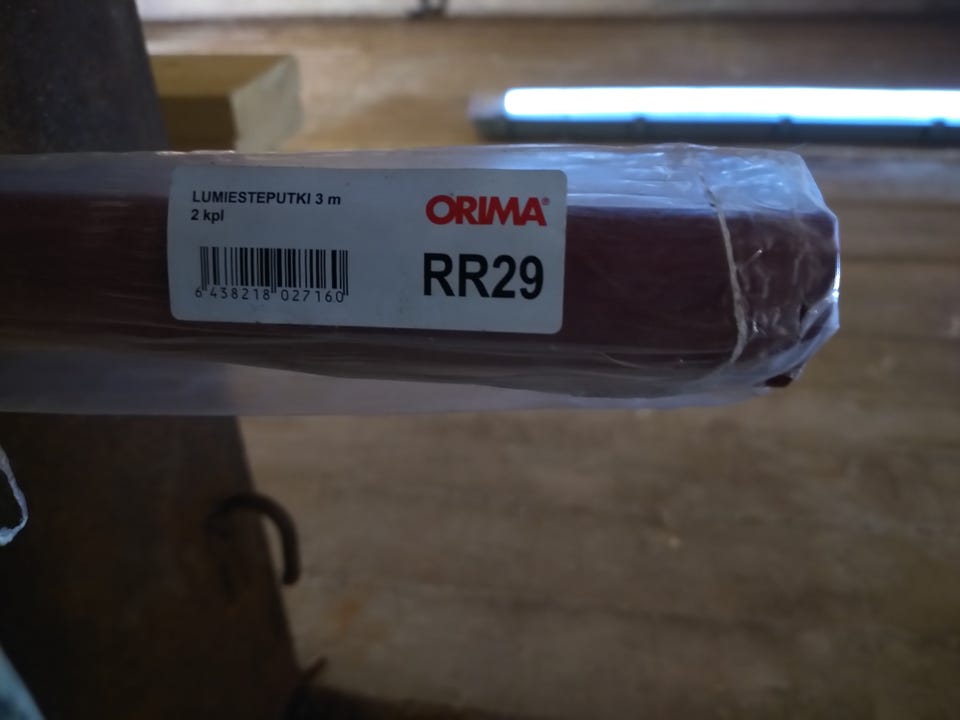 LUMIESTEPUTKI 3 m
2 kpl
ORIMA®
RR29
6 438218 027160